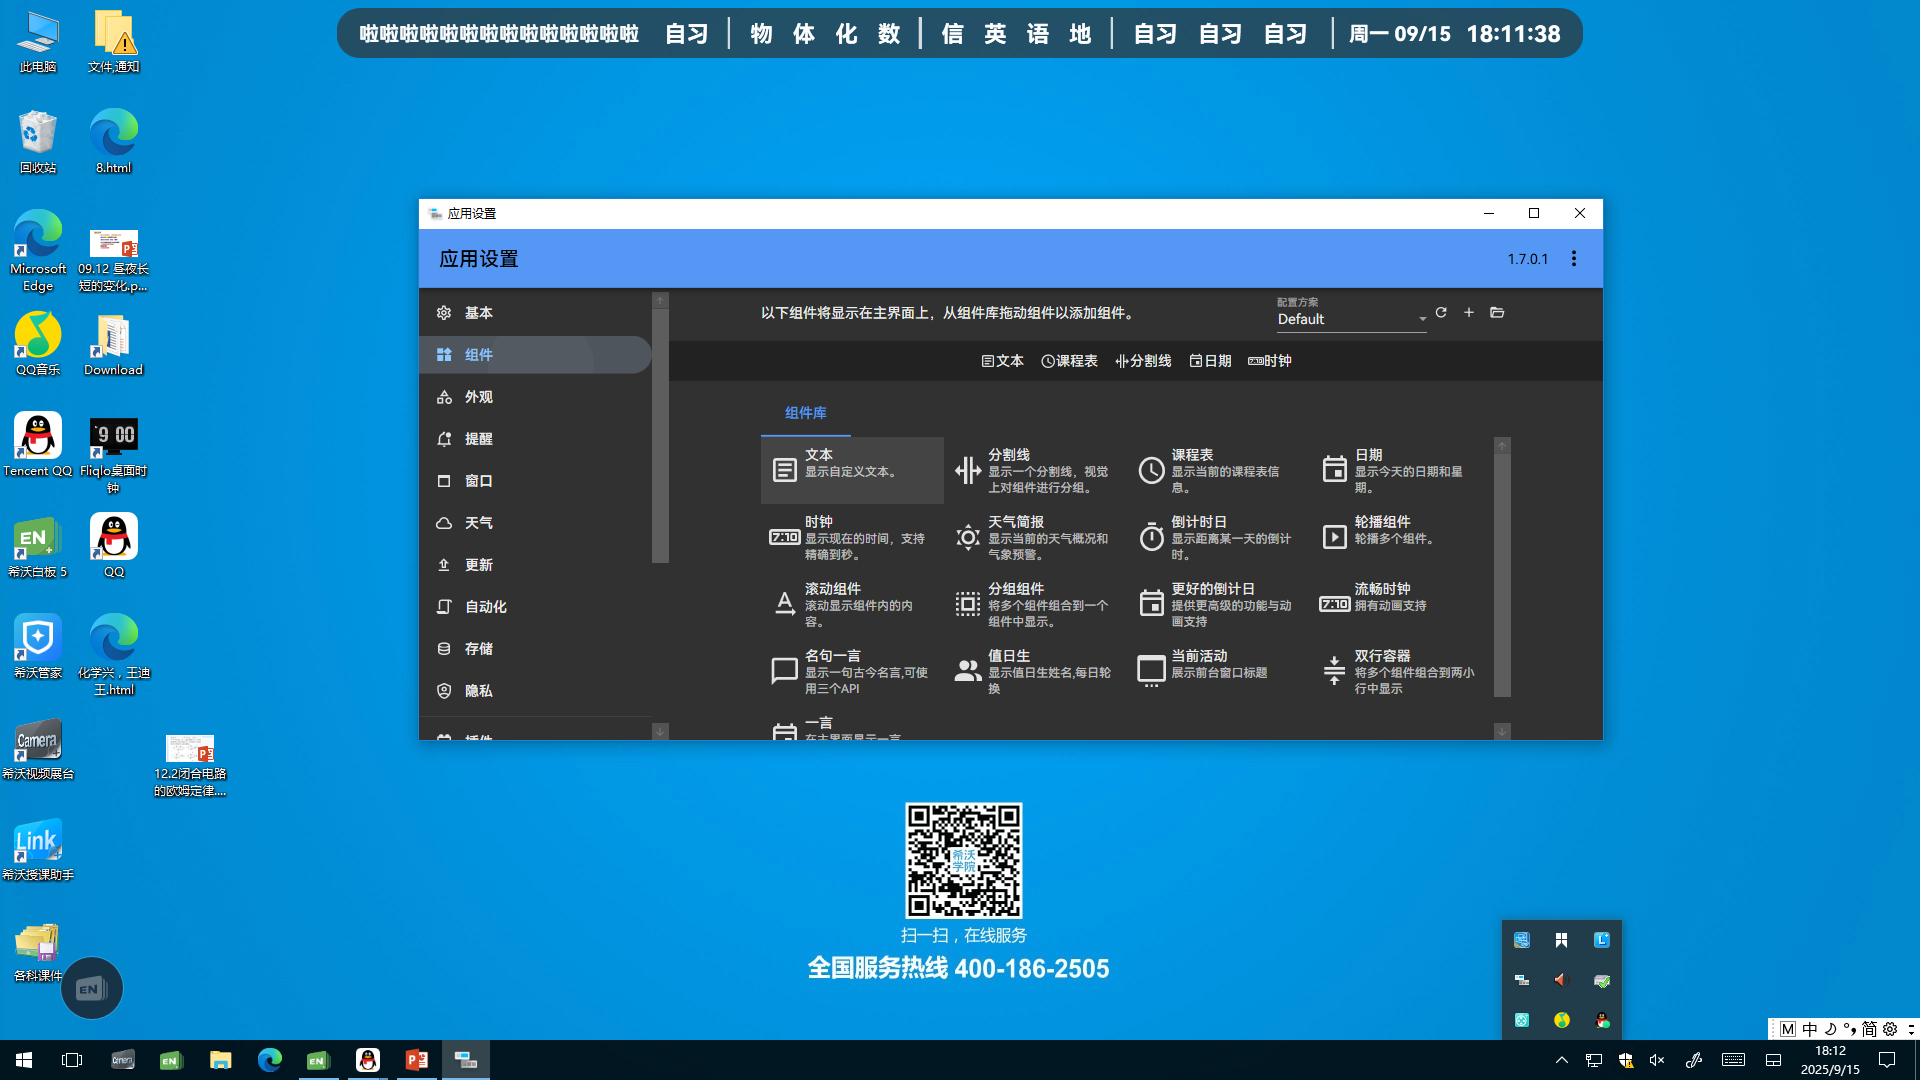 啦啦啦啦啦啦啦啦啦啦啦啦啦啦 自习 | 物 体 化 数 | 信 英 语 地 | 自习 自习 自习 | 周一 09/15 18:11:38
此电脑
文件,通知
回收站
8.html
Microsoft Edge
09.12 昼夜长
短的变化.p...
QQ音乐
Download
Tencent QQ
Fliqlo桌面时
钟
希沃白板 5
QQ
希沃管家
化学兴，王迪
王.html
希沃视频展台
12.2闭合电路
的欧姆定律....
Camera
Link
希沃授课助手
各科课件
EN
应用设置
应用设置
1.7.0.1
基本
组件
外观
提醒
窗口
天气
更新
自动化
存储
隐私
以下组件将显示在主界面上，从组件库拖动组件以添加组件。
配置方案
Default
文本 课程表 分割线 日期 时钟
组件库
文本
显示自定义文本。
分割线
显示一个分割线，视觉
上对组件进行分组。
课程表
显示当前的课程表信
息。
日期
显示今天的日期和星
期。
时钟
显示现在的时间，支持
精确到秒。
天气简报
显示当前的天气概况和
气象预警。
倒计时日
显示距离某一天的倒计
时。
轮播组件
轮播多个组件。
滚动组件
滚动显示组件内的内
容。
分组组件
将多个组件组合到一个
组件中显示。
更好的倒计日
提供更高级的功能与动
画支持
流畅时钟
拥有动画支持
名句一言
显示一句古今名言,可使
用三个API
值日生
显示值日生姓名,每日轮
换
当前活动
展示前台窗口标题
双行容器
将多个组件组合到两小
行中显示
一言
希沃
学院
扫一扫，在线服务
全国服务热线 400-186-2505
M 中 简
18:12
2025/9/15